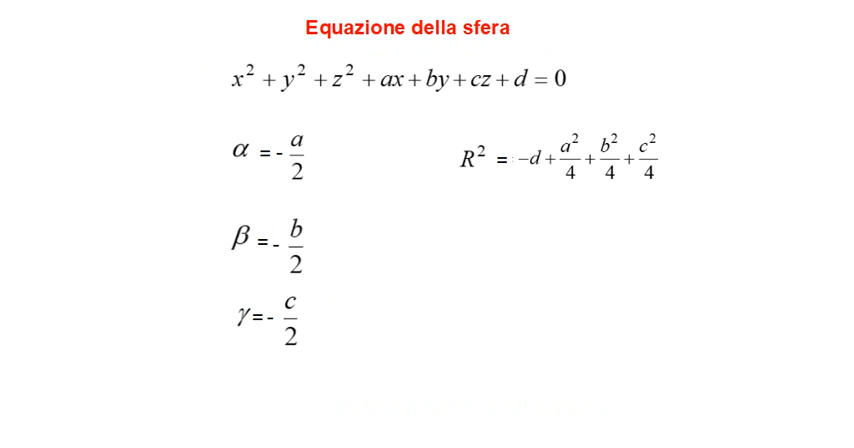 Equazione della sfera
x² + y² + z² + ax + by + cz + d = 0
α = - a/2
R² = -d + a²/4 + b²/4 + c²/4
β = - b/2
γ = - c/2